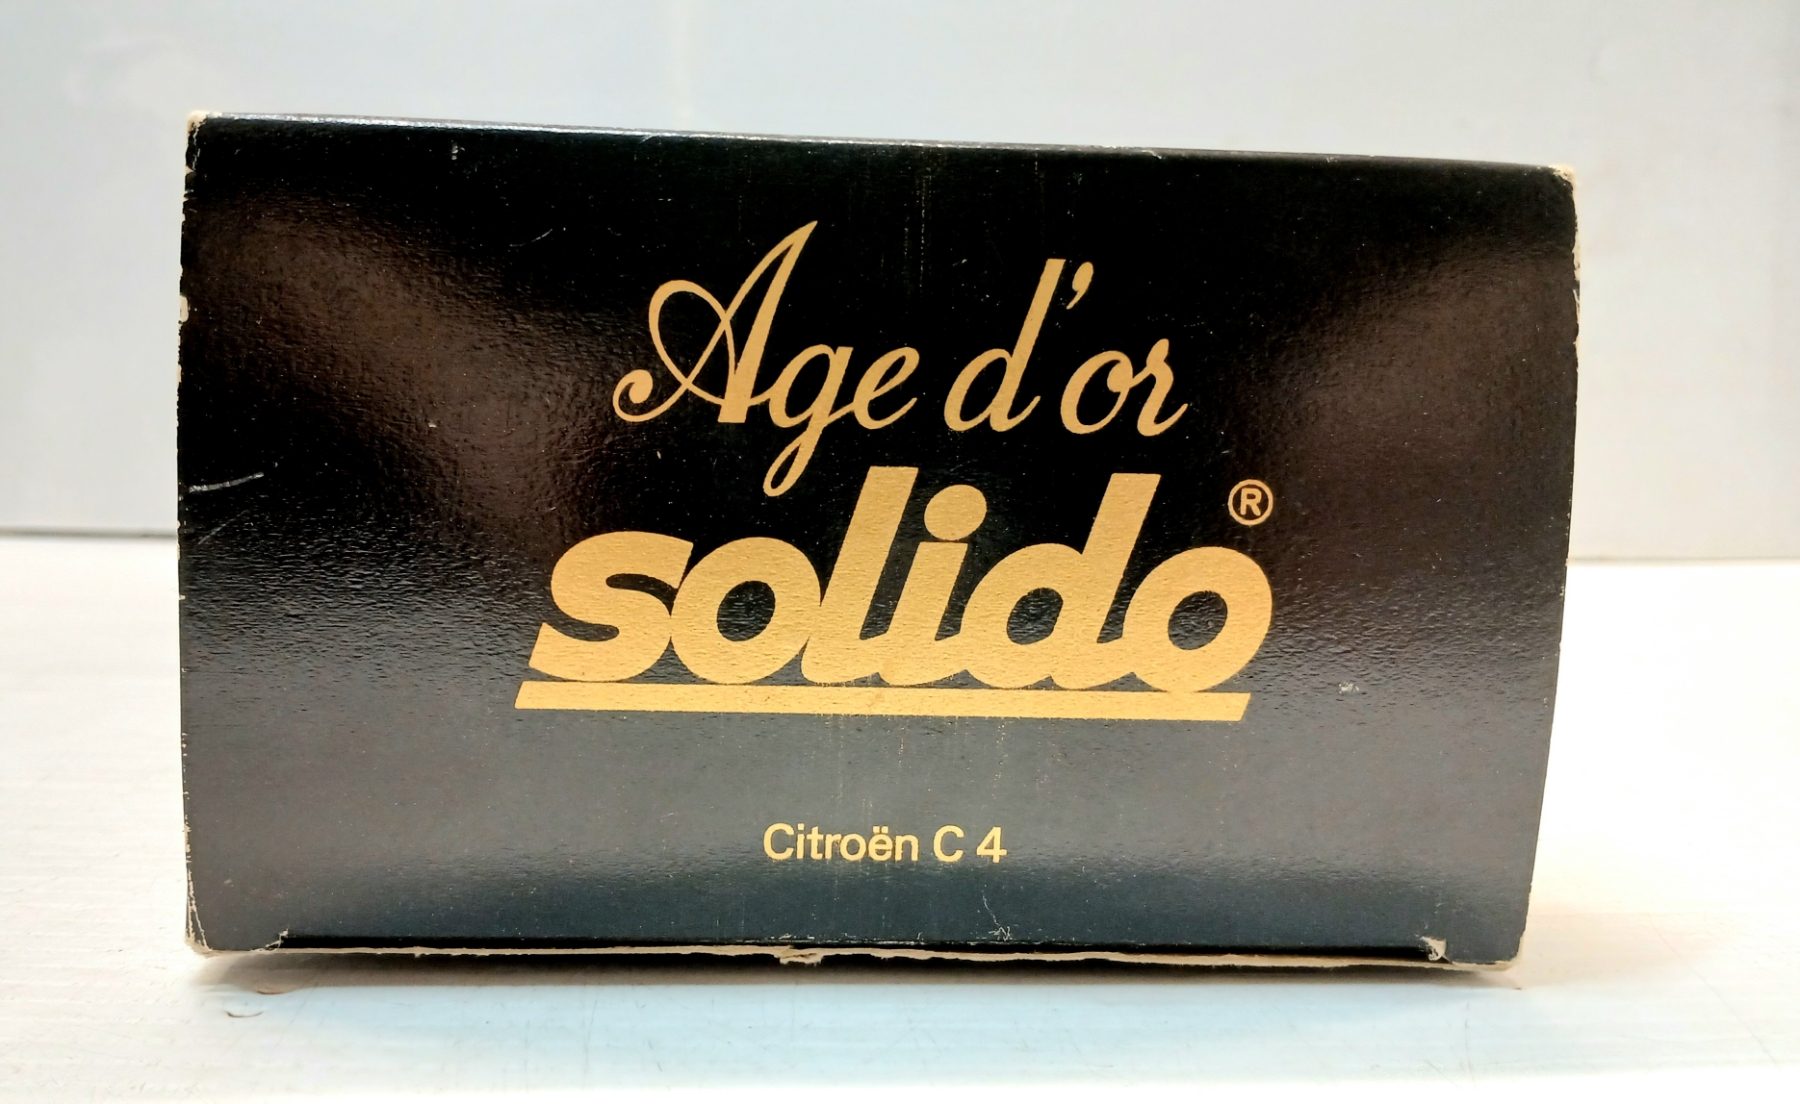 Age d'or
solido®
Citroën C 4